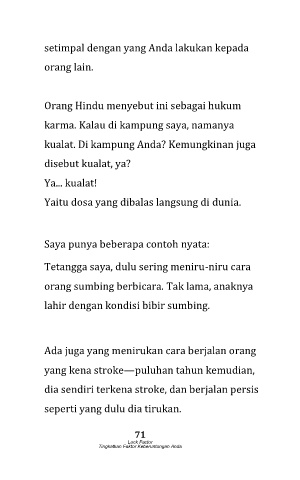 setimpal dengan yang Anda lakukan kepada
orang lain.
Orang Hindu menyebut ini sebagai hukum
karma. Kalau di kampung saya, namanya
kualat. Di kampung Anda? Kemungkinan juga
disebut kualat, ya?
Ya... kualat!
Yaitu dosa yang dibalas langsung di dunia.
Saya punya beberapa contoh nyata:
Tetangga saya, dulu sering meniru-niru cara
orang sumbing berbicara. Tak lama, anaknya
lahir dengan kondisi bibir sumbing.
Ada juga yang menirukan cara berjalan orang
yang kena stroke—puluhan tahun kemudian,
dia sendiri terkena stroke, dan berjalan persis
seperti yang dulu dia tirukan.
71
Luck Factor
Tingkatkan Faktor Keberuntungan Anda